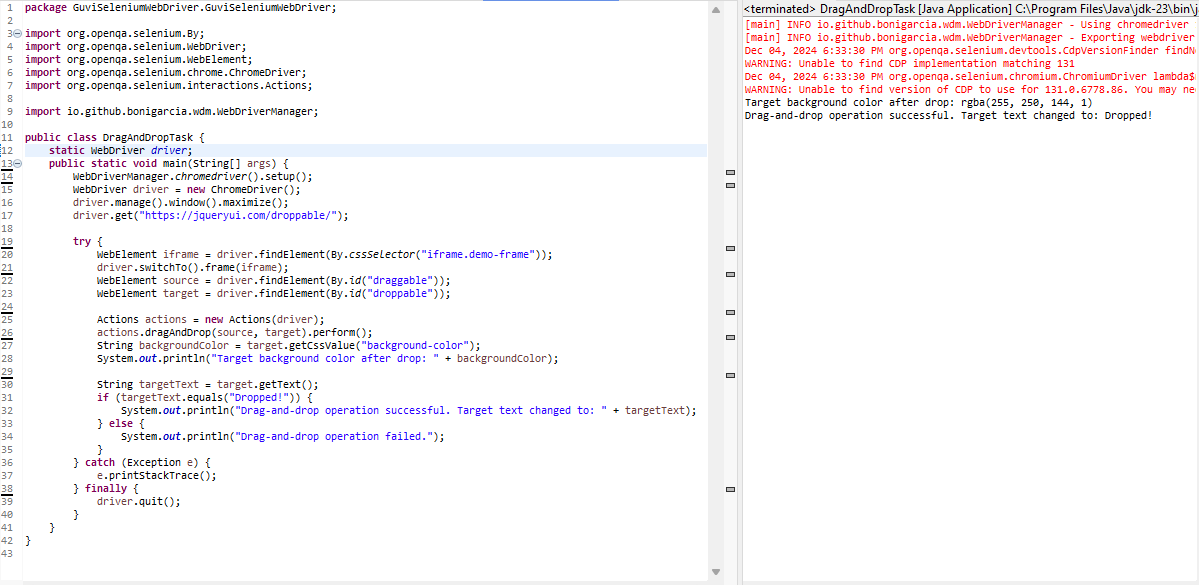 1 package GuviSeleniumWebDriver.GuviSeleniumWebDriver;
2
3 import org.openqa.selenium.By;
4 import org.openqa.selenium.WebDriver;
5 import org.openqa.selenium.WebElement;
6 import org.openqa.selenium.chrome.ChromeDriver;
7 import org.openqa.selenium.interactions.Actions;
8
9 import io.github.bonigarcia.wdm.WebDriverManager;
10
11 public class DragAndDropTask {
12     static WebDriver driver;
13     public static void main(String[] args) {
14         WebDriverManager.chromedriver().setup();
15         WebDriver driver = new ChromeDriver();
16         driver.manage().window().maximize();
17         driver.get("https://jqueryui.com/droppable/");
18
19         try {
20             WebElement iframe = driver.findElement(By.cssSelector("iframe.demo-frame"));
21             driver.switchTo().frame(iframe);
22             WebElement source = driver.findElement(By.id("draggable"));
23             WebElement target = driver.findElement(By.id("droppable"));
24
25             Actions actions = new Actions(driver);
26             actions.dragAndDrop(source, target).perform();
27             String backgroundColor = target.getCssValue("background-color");
28             System.out.println("Target background color after drop: " + backgroundColor);
29
30             String targetText = target.getText();
31             if (targetText.equals("Dropped!")) {
32                 System.out.println("Drag-and-drop operation successful. Target text changed to: " + targetText);
33             } else {
34                 System.out.println("Drag-and-drop operation failed.");
35             }
36         } catch (Exception e) {
37             e.printStackTrace();
38         } finally {
39             driver.quit();
40         }
41     }
42 }
43
<terminated> DragAndDropTask [Java Application] C:\Program Files\Java\jdk-23\bin\j
[main] INFO io.github.bonigarcia.wdm.WebDriverManager - Using chromedriver
[main] INFO io.github.bonigarcia.wdm.WebDriverManager - Exporting webdriver
Dec 04, 2024 6:33:30 PM org.openqa.selenium.devtools.CdpVersionFinder findN
WARNING: Unable to find CDP implementation matching 131
Dec 04, 2024 6:33:30 PM org.openqa.selenium.chromium.ChromiumDriver lambda$
WARNING: Unable to find version of CDP to use for 131.0.6778.86. You may ne
Target background color after drop: rgba(255, 250, 144, 1)
Drag-and-drop operation successful. Target text changed to: Dropped!